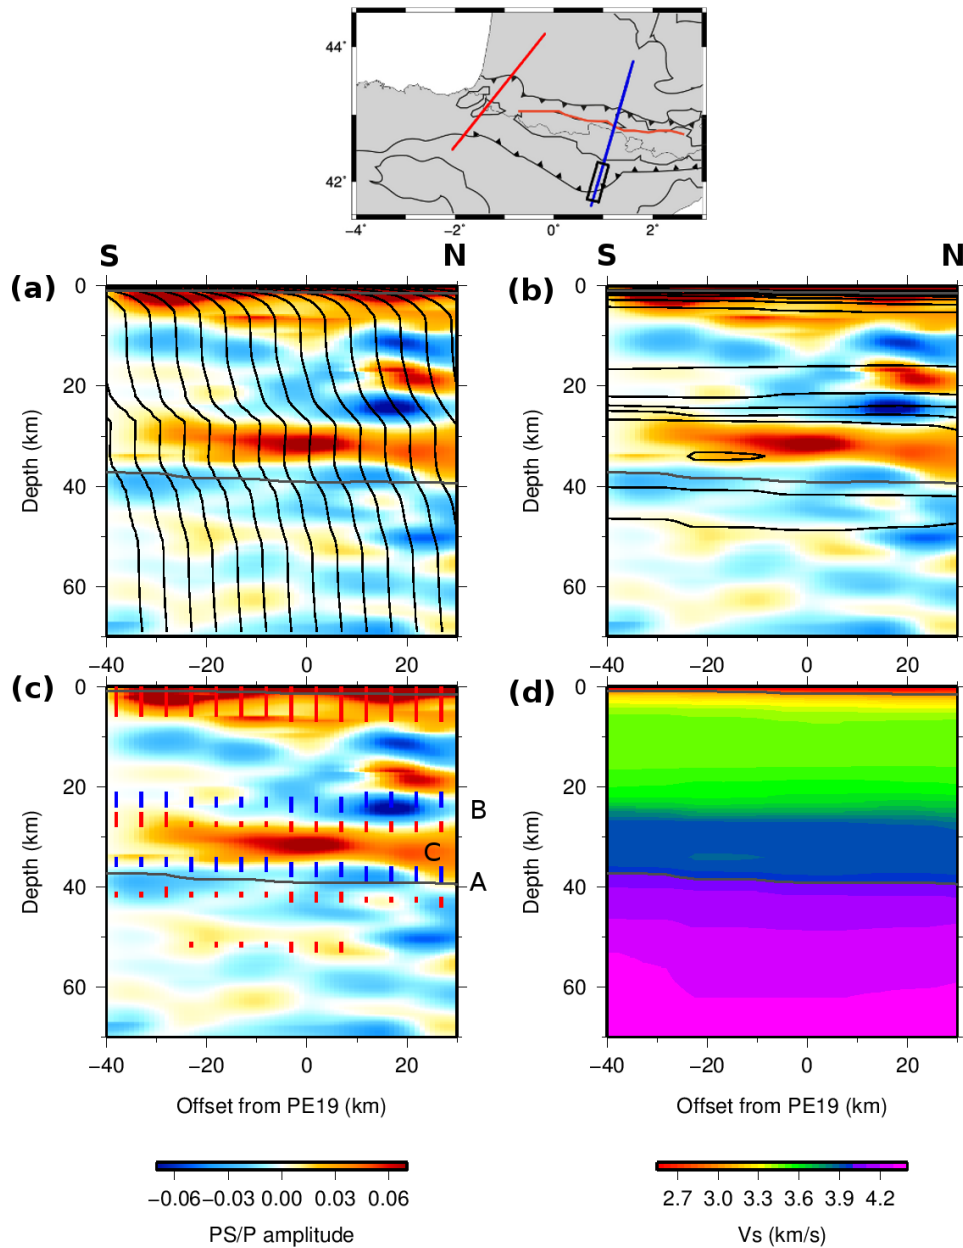 44°
42°
−4° −2° 0° 2°
S N S N
(a) (b)
0 20 40 60
Depth (km)
0 20 40 60
Depth (km)
−40 −20 0 20
−40 −20 0 20
(c) (d)
0 20 40 60
Depth (km)
B
C
A
0 20 40 60
Depth (km)
−40 −20 0 20
−40 −20 0 20
Offset from PE19 (km) Offset from PE19 (km)
−0.06 −0.03 0.00 0.03 0.06
2.7 3.0 3.3 3.6 3.9 4.2
PS/P amplitude Vs (km/s)